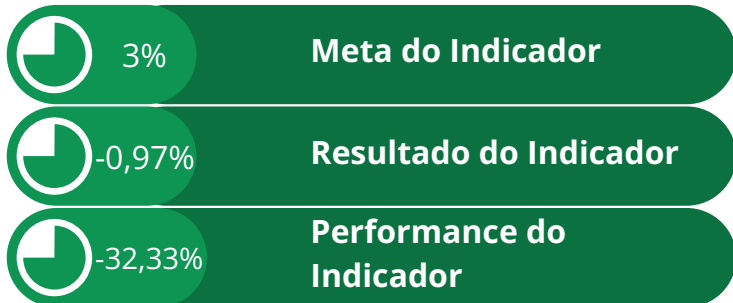 3%
Meta do Indicador
-0,97%
Resultado do Indicador
-32,33%
Performance do
Indicador